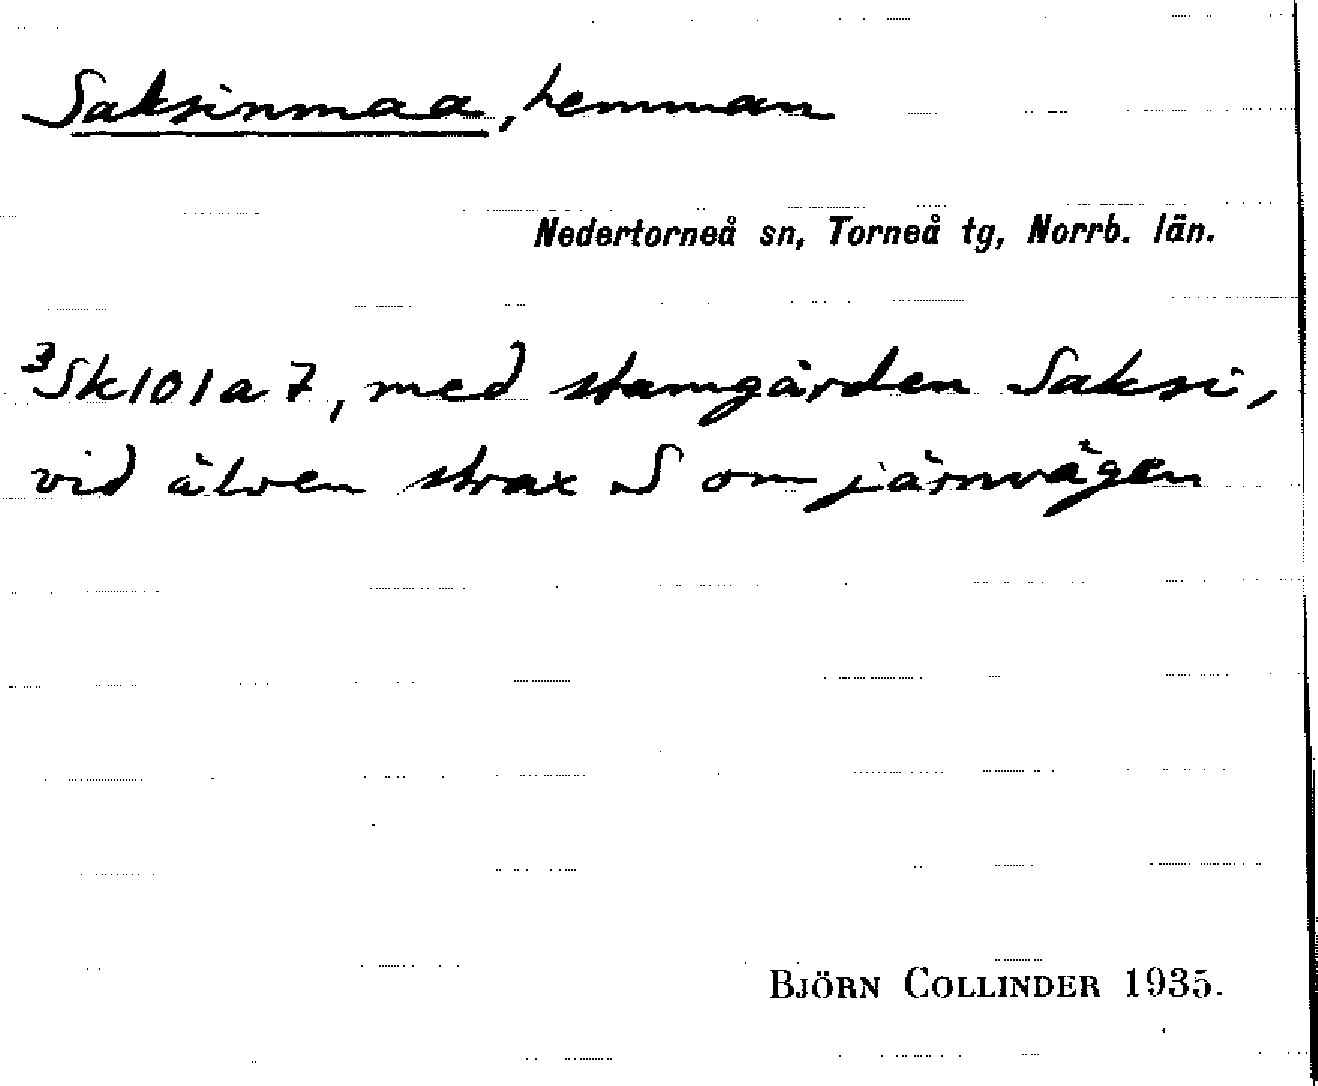 Saksinmaa, hemman
Nedertorneå sn, Torneå tg, Norrb. län.
³Sk101a7, med stamgården Saksi,
vid älven strax S om järnvägen
BJÖRN COLLINDER 1935.